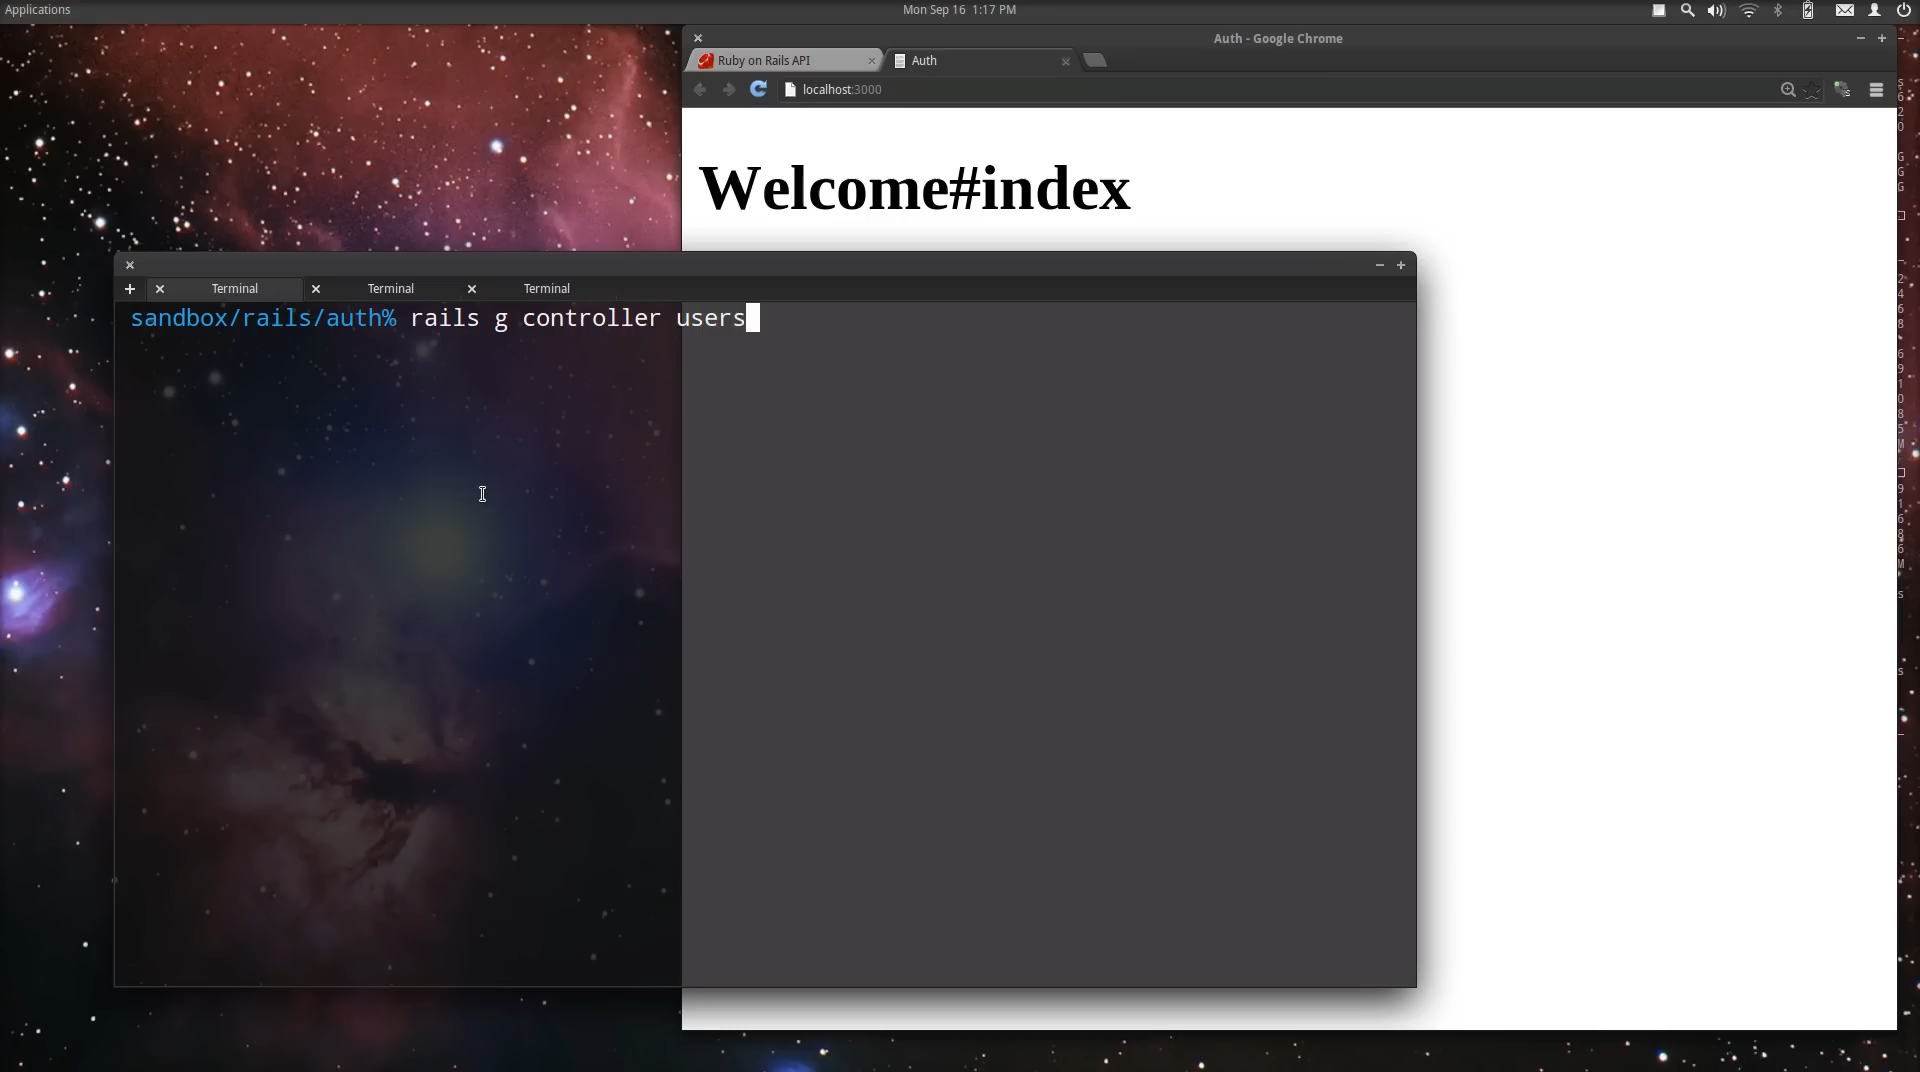 Applications
Mon Sep 16 1:17 PM
Auth - Google Chrome
Ruby on Rails API
Auth
localhost:3000
Welcome#index
Terminal
Terminal
Terminal
sandbox/rails/auth% rails g controller users